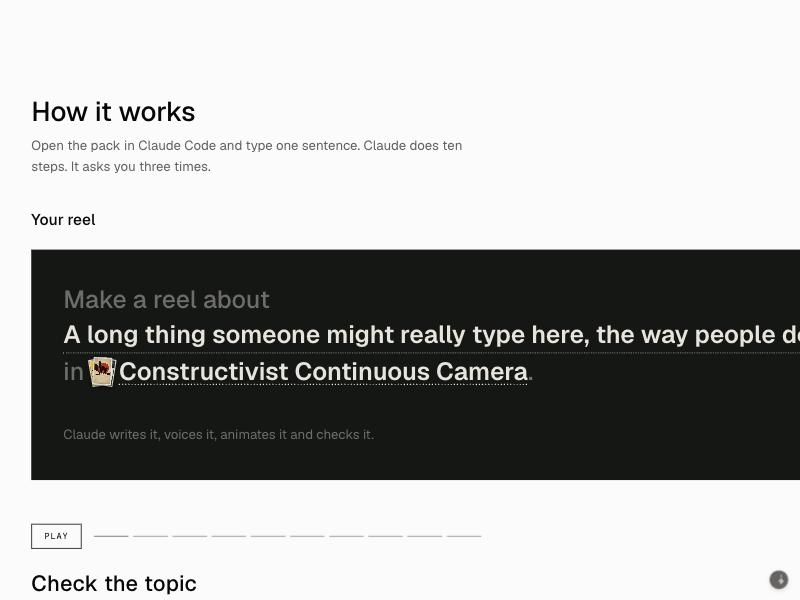 How it works
Open the pack in Claude Code and type one sentence. Claude does ten
steps. It asks you three times.
Your reel
Make a reel about
A long thing someone might really type here, the way people
in Constructivist Continuous Camera.
Claude writes it, voices it, animates it and checks it.
PLAY
Check the topic